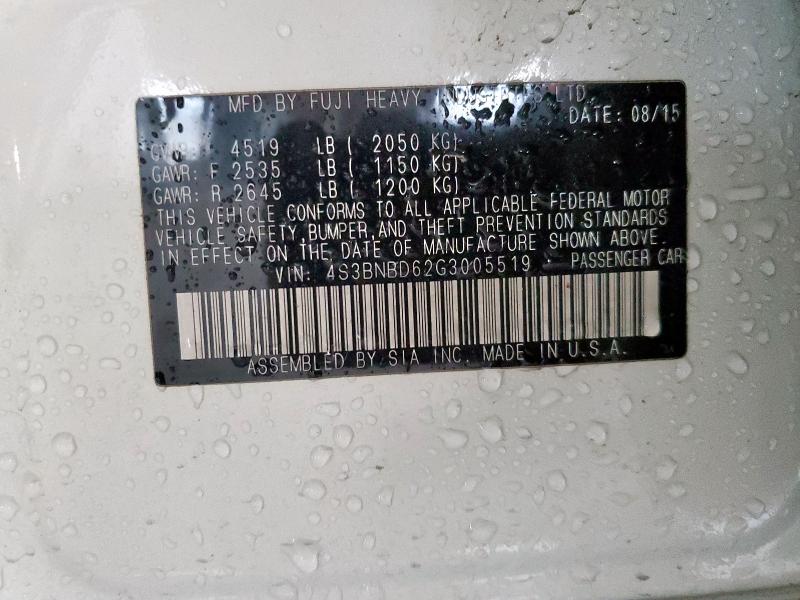 MFD. BY FUJI HEAVY INDUSTRIES LTD.
DATE: 08/15
GVWR: 4519 LB ( 2050 KG)
GAWR: F 2535 LB ( 1150 KG)
GAWR: R 2645 LB ( 1200 KG)
THIS VEHICLE CONFORMS TO ALL APPLICABLE FEDERAL MOTOR
VEHICLE SAFETY, BUMPER, AND THEFT PREVENTION STANDARDS
IN EFFECT ON THE DATE OF MANUFACTURE SHOWN ABOVE.
VIN: 4S3BNBD62G3005519 PASSENGER CAR
ASSEMBLED BY SIA INC. MADE IN U.S.A.